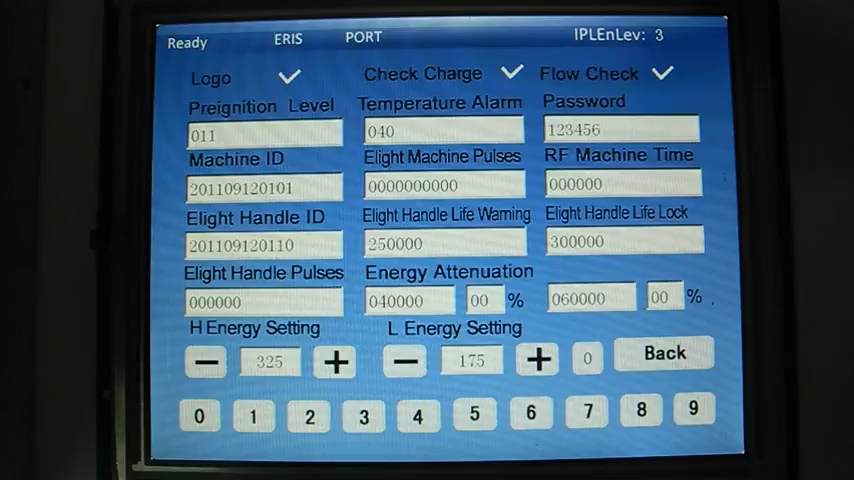 Ready ERIS PORT IPLEnLev: 3
Logo Check Charge Flow Check
Preignition Level Temperature Alarm Password
011 040 123456
Machine ID Elight Machine Pulses RF Machine Time
201109120101 0000000000 000000
Elight Handle ID Elight Handle Life Warning Elight Handle Life Lock
201109120110 250000 300000
Elight Handle Pulses Energy Attenuation
000000 040000 00 % 060000 00 % .
H Energy Setting L Energy Setting
− 325 + − 175 + 0 Back
0 1 2 3 4 5 6 7 8 9